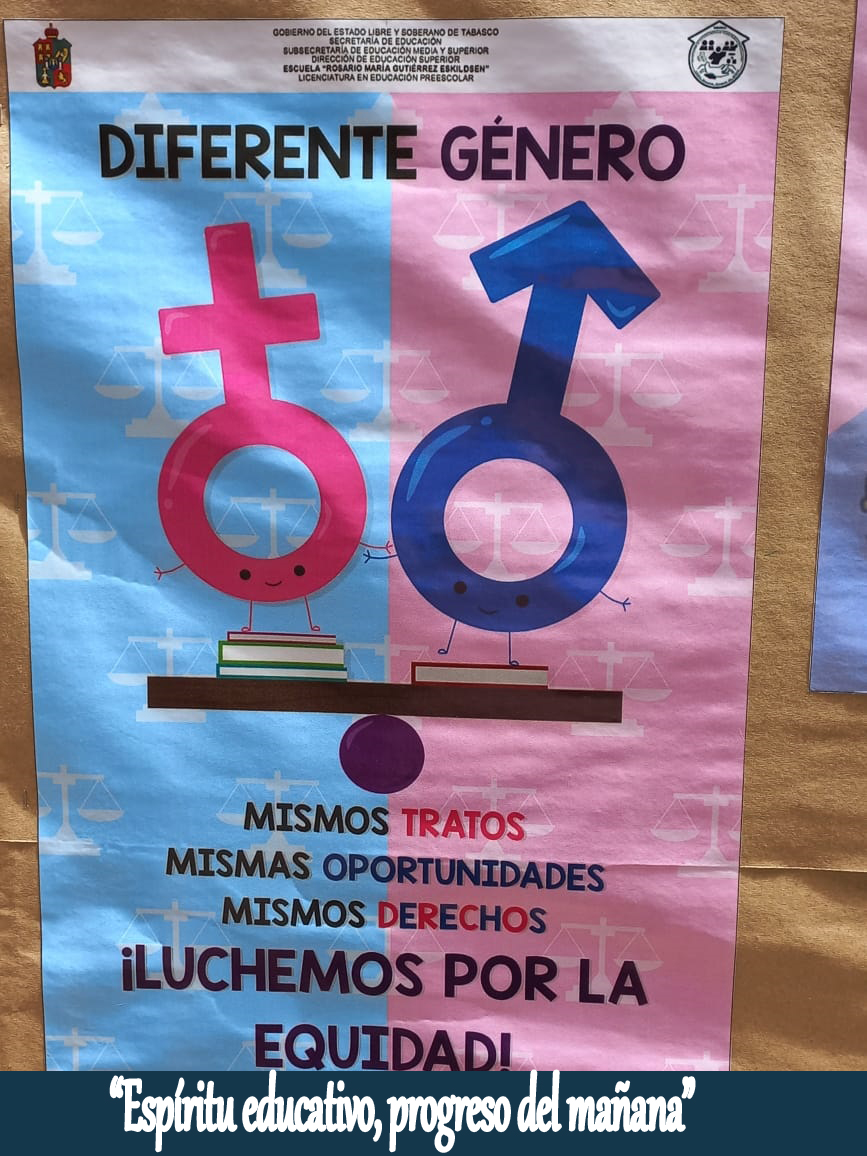 GOBIERNO DEL ESTADO LIBRE Y SOBERANO DE TABASCO
SECRETARÍA DE EDUCACIÓN
SUBSECRETARÍA DE EDUCACIÓN MEDIA Y SUPERIOR
DIRECCIÓN DE EDUCACIÓN SUPERIOR
ESCUELA "ROSARIO MARÍA GUTIÉRREZ ESKILDSEN"
LICENCIATURA EN EDUCACIÓN PREESCOLAR
DIFERENTE GÉNERO
MISMOS TRATOS
MISMAS OPORTUNIDADES
MISMOS DERECHOS
¡LUCHEMOS POR LA
EQUIDAD!
“Espíritu educativo, progreso del mañana”